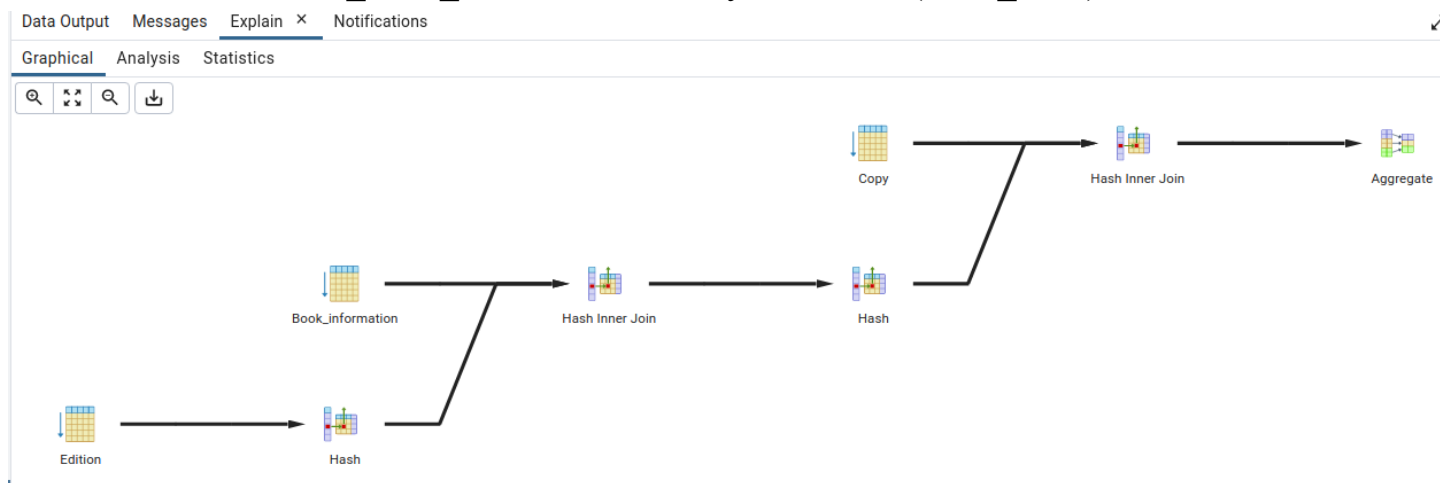 Data Output Messages Explain × Notifications
Graphical Analysis Statistics
Copy Hash Inner Join Aggregate
Book_information Hash Inner Join Hash
Edition Hash